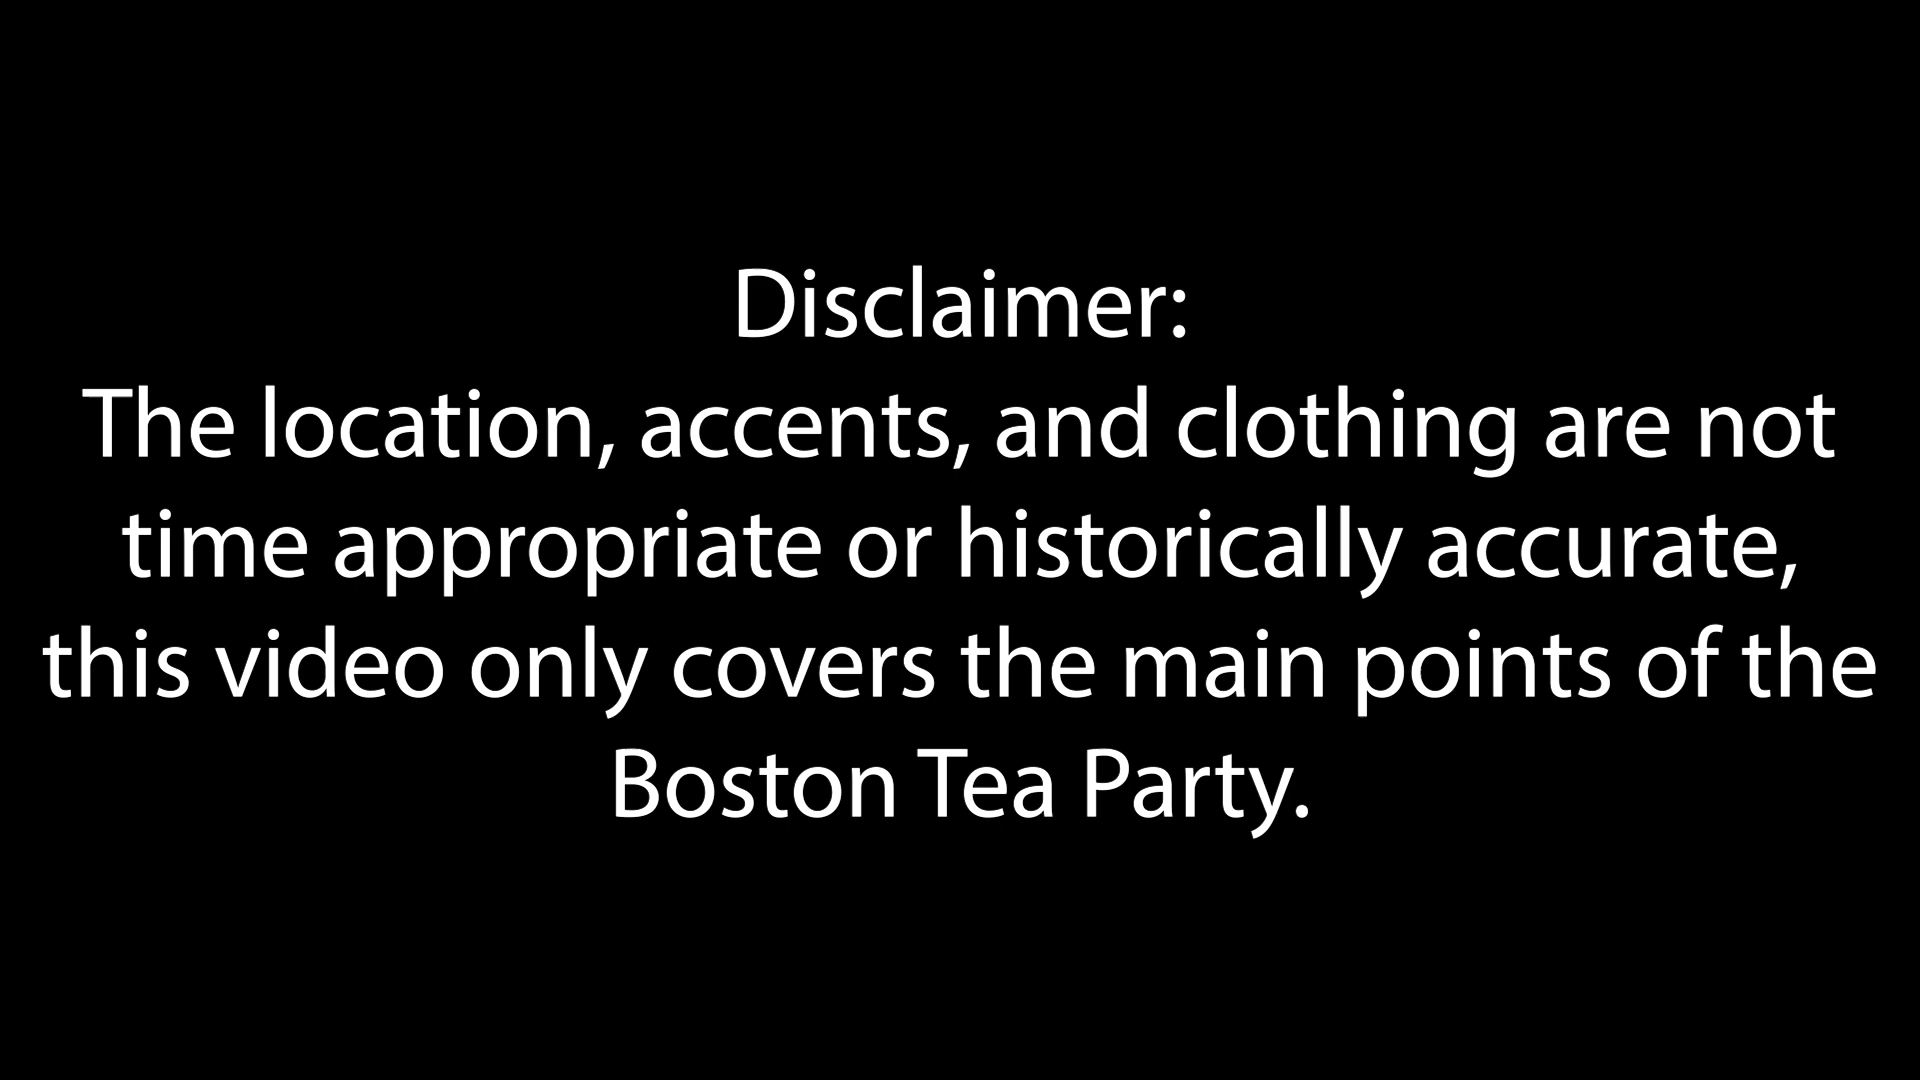 Disclaimer:
The location, accents, and clothing are not
time appropriate or historically accurate,
this video only covers the main points of the
Boston Tea Party.